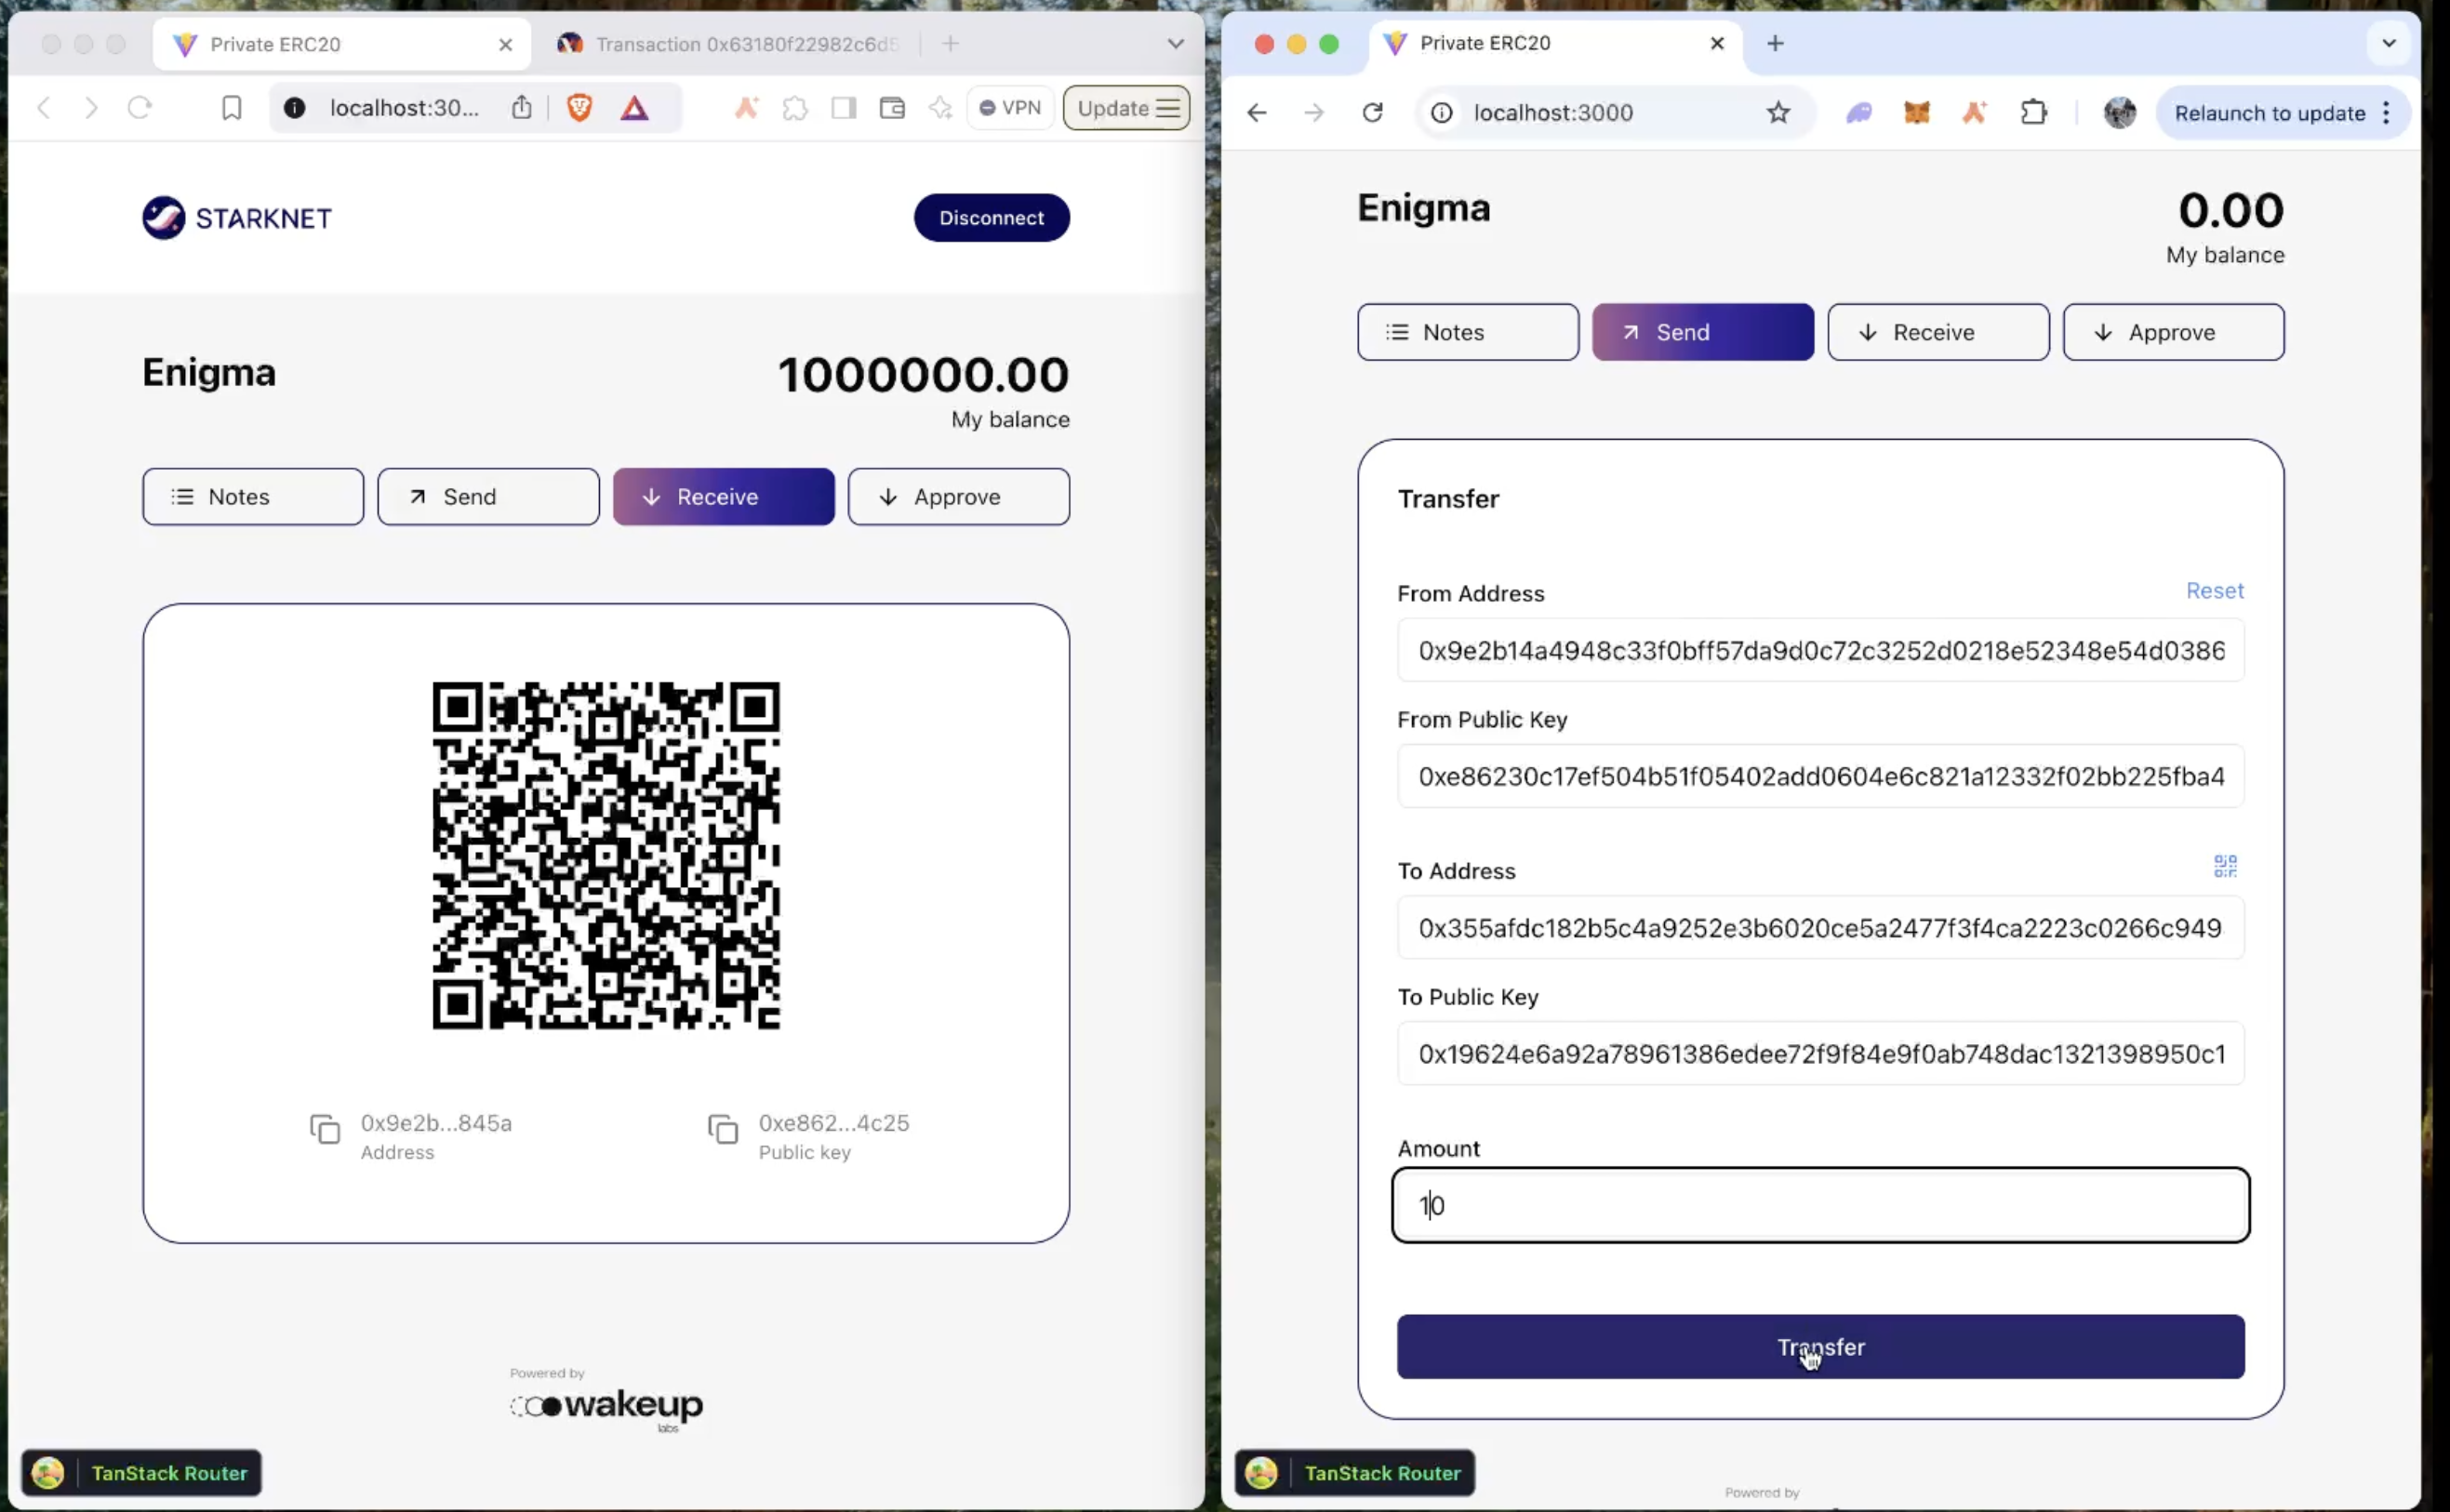 Private ERC20
Transaction 0x63180f22982c6d5
localhost:30...
VPN
Update
STARKNET
Disconnect
Enigma
1000000.00
My balance
Notes
Send
Receive
Approve
0x9e2b...845a
Address
0xe862...4c25
Public key
Powered by
wakeup
labs
TanStack Router
Private ERC20
localhost:3000
Relaunch to update
Enigma
0.00
My balance
Notes
Send
Receive
Approve
Transfer
From Address
Reset
0x9e2b14a4948c33f0bff57da9d0c72c3252d0218e52348e54d0386
From Public Key
0xe86230c17ef504b51f05402add0604e6c821a12332f02bb225fba4
To Address
0x355afdc182b5c4a9252e3b6020ce5a2477f3f4ca2223c0266c949
To Public Key
0x19624e6a92a78961386edee72f9f84e9f0ab748dac1321398950c1
Amount
10
Transfer
TanStack Router
Powered by